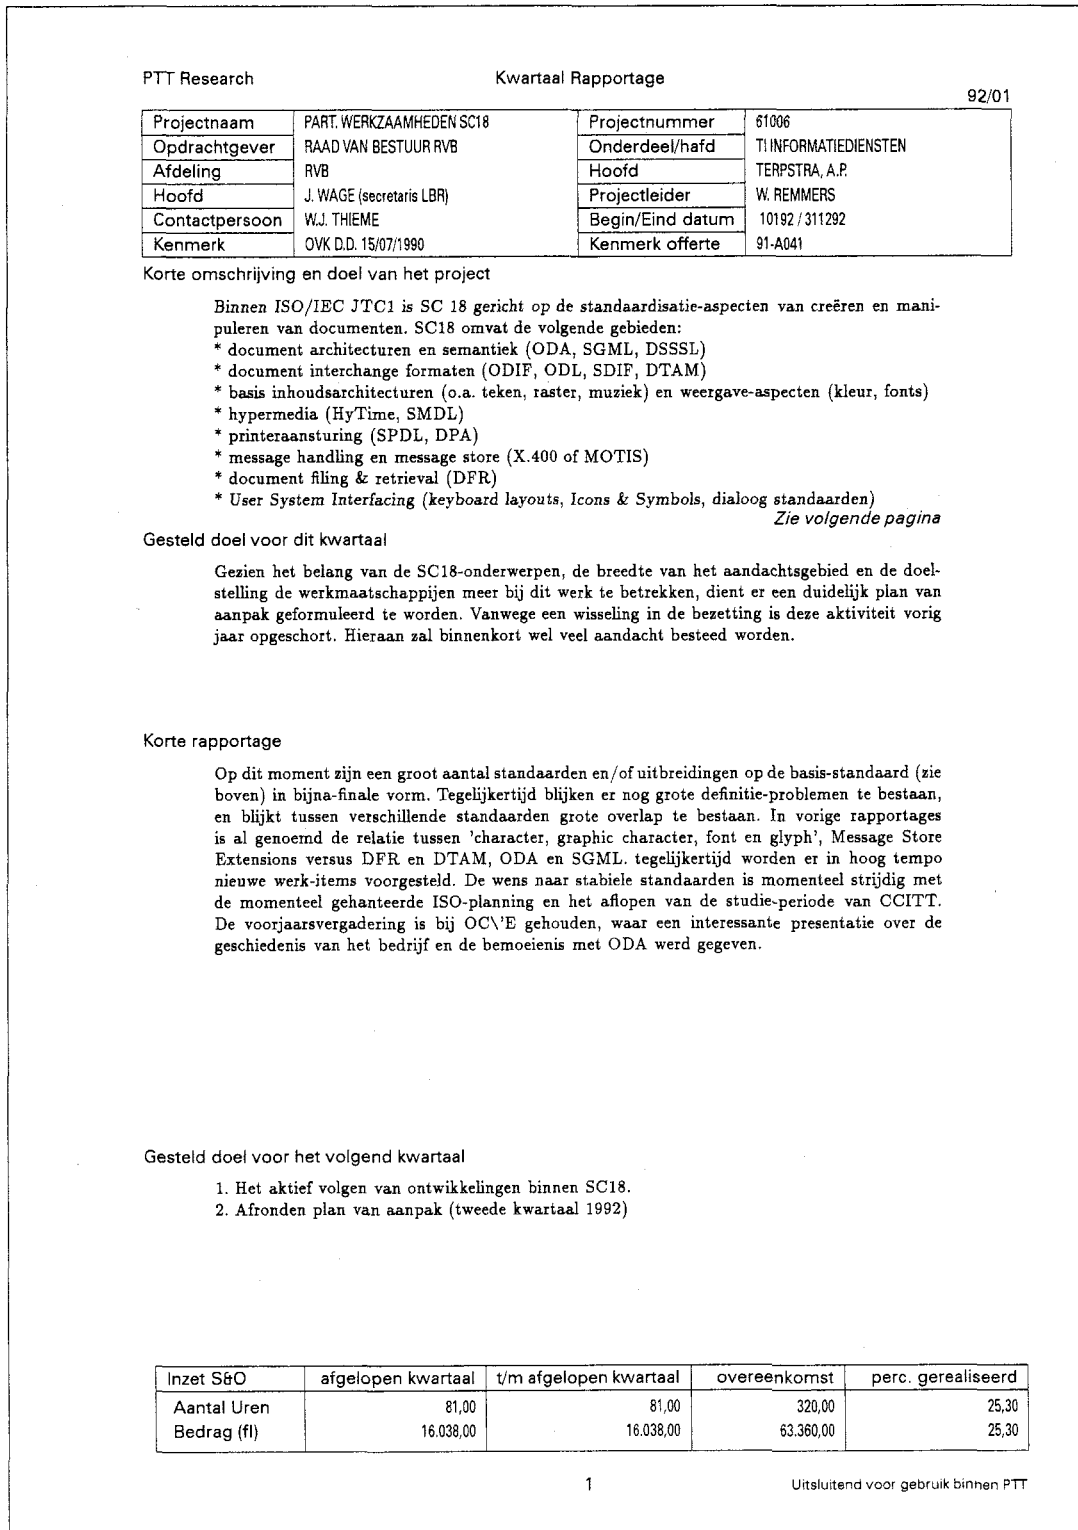 PTT Research Kwartaal Rapportage
92/01
Projectnaam PART. WERKZAAMHEDEN SC18 Projectnummer 61006
Opdrachtgever RAAD VAN BESTUUR RVB Onderdeel/hafd TI INFORMATIEDIENSTEN
Afdeling RVB Hoofd TERPSTRA, A.P.
Hoofd J. WAGE (secretaris LBR) Projectleider W. REMMERS
Contactpersoon W.J. THIEME Begin/Eind datum 10192 / 311292
Kenmerk OVK D.D. 15/07/1990 Kenmerk offerte 91-A041
Korte omschrijving en doel van het project
Binnen ISO/IEC JTC1 is SC 18 gericht op de standaardisatie-aspecten van creëren en mani-
puleren van documenten. SC18 omvat de volgende gebieden:
* document architecturen en semantiek (ODA, SGML, DSSSL)
* document interchange formaten (ODIF, ODL, SDIF, DTAM)
* basis inhoudsarchitecturen (o.a. teken, raster, muziek) en weergave-aspecten (kleur, fonts)
* hypermedia (HyTime, SMDL)
* printeraansturing (SPDL, DPA)
* message handling en message store (X.400 of MOTIS)
* document filing & retrieval (DFR)
* User System Interfacing (keyboard layouts, Icons & Symbols, dialoog standaarden)
Zie volgende pagina
Gesteld doel voor dit kwartaal
Gezien het belang van de SC18-onderwerpen, de breedte van het aandachtsgebied en de doel-
stelling de werkmaatschappijen meer bij dit werk te betrekken, dient er een duidelijk plan van
aanpak geformuleerd te worden. Vanwege een wisseling in de bezetting is deze aktiviteit vorig
jaar opgeschort. Hieraan zal binnenkort wel veel aandacht besteed worden.
Korte rapportage
Op dit moment zijn een groot aantal standaarden en/of uitbreidingen op de basis-standaard (zie
boven) in bijna-finale vorm. Tegelijkertijd blijken er nog grote definitie-problemen te bestaan,
en blijkt tussen verschillende standaarden grote overlap te bestaan. In vorige rapportages
is al genoemd de relatie tussen 'character, graphic character, font en glyph', Message Store
Extensions versus DFR en DTAM, ODA en SGML. tegelijkertijd worden er in hoog tempo
nieuwe werk-items voorgesteld. De wens naar stabiele standaarden is momenteel strijdig met
de momenteel gehanteerde ISO-planning en het aflopen van de studie-periode van CCITT.
De voorjaarsvergadering is bij OC\'E gehouden, waar een interessante presentatie over de
geschiedenis van het bedrijf en de bemoeienis met ODA werd gegeven.
Gesteld doel voor het volgend kwartaal
1. Het aktief volgen van ontwikkelingen binnen SC18.
2. Afronden plan van aanpak (tweede kwartaal 1992)
Inzet S&O afgelopen kwartaal t/m afgelopen kwartaal overeenkomst perc. gerealiseerd
Aantal Uren 81,00 81,00 320,00 25,30
Bedrag (fl) 16.038,00 16.038,00 63.360,00 25,30
1 Uitsluitend voor gebruik binnen PTT